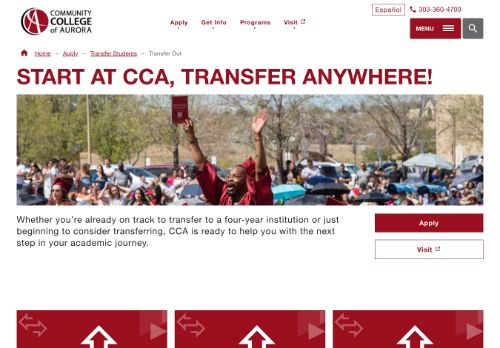 COMMUNITY
COLLEGE
OF AURORA
Apply Get Info Programs Visit
Español 303-360-4700
MENU
Home – Apply – Transfer Students – Transfer Out
START AT CCA, TRANSFER ANYWHERE!
Whether you're already on track to transfer to a four-year institution or just
beginning to consider transferring, CCA is ready to help you with the next
step in your academic journey.
Apply
Visit